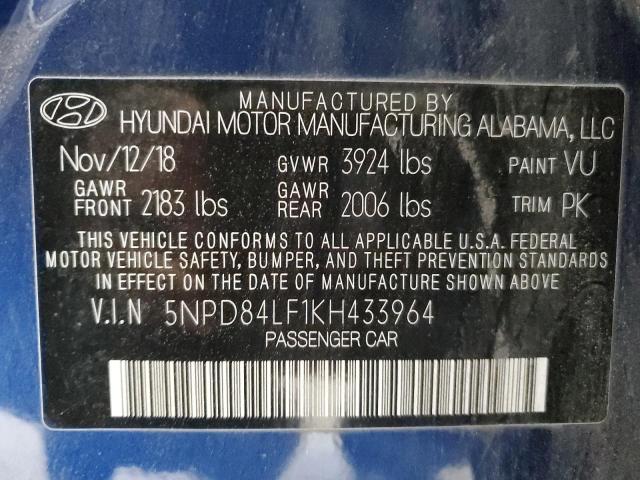 MANUFACTURED BY
HYUNDAI MOTOR MANUFACTURING ALABAMA, LLC
Nov/12/18 GVWR 3924 lbs PAINT VU
GAWR FRONT 2183 lbs GAWR REAR 2006 lbs TRIM PK
THIS VEHICLE CONFORMS TO ALL APPLICABLE U.S.A. FEDERAL
MOTOR VEHICLE SAFETY, BUMPER, AND THEFT PREVENTION STANDARDS
IN EFFECT ON THE DATE OF MANUFACTURE SHOWN ABOVE
V.I.N 5NPD84LF1KH433964
PASSENGER CAR